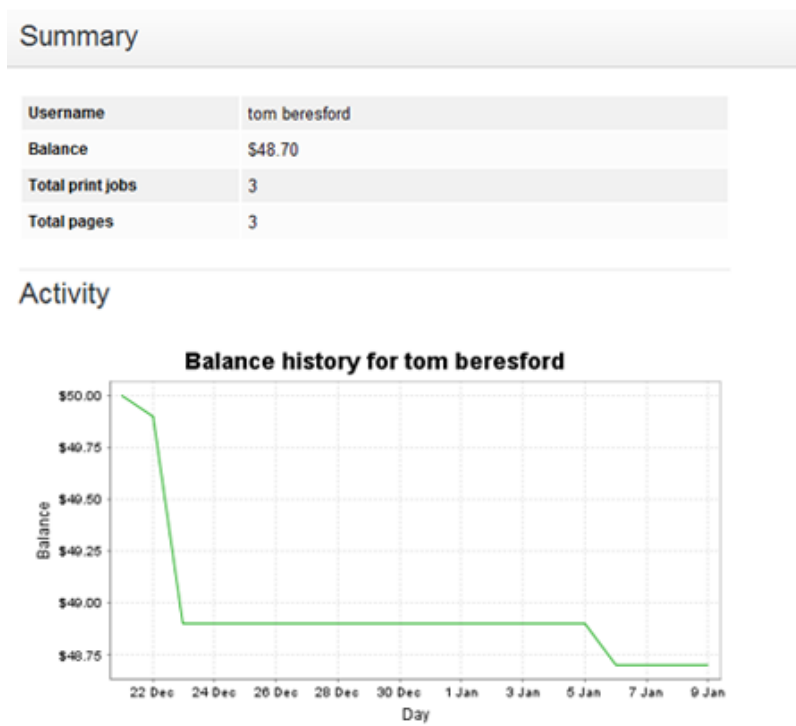 Summary
Username tom beresford
Balance $48.70
Total print jobs 3
Total pages 3
Activity
Balance history for tom beresford
$50.00
$49.75
$49.50
$49.25
$49.00
$48.75
Balance
22 Dec 24 Dec 26 Dec 28 Dec 30 Dec 1 Jan 3 Jan 5 Jan 7 Jan 9 Jan
Day